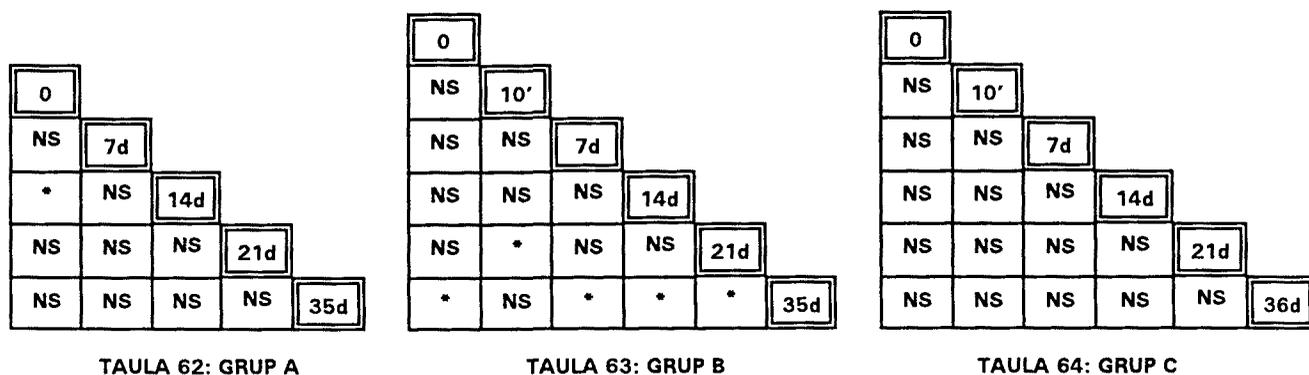 0
NS 7d
* NS 14d
NS NS NS 21d
NS NS NS NS 35d
TAULA 62: GRUP A
0
NS 10'
NS NS 7d
NS NS NS 14d
NS * NS NS 21d
* NS * * * 35d
TAULA 63: GRUP B
0
NS 10'
NS NS 7d
NS NS NS 14d
NS NS NS NS 21d
NS NS NS NS NS 36d
TAULA 64: GRUP C